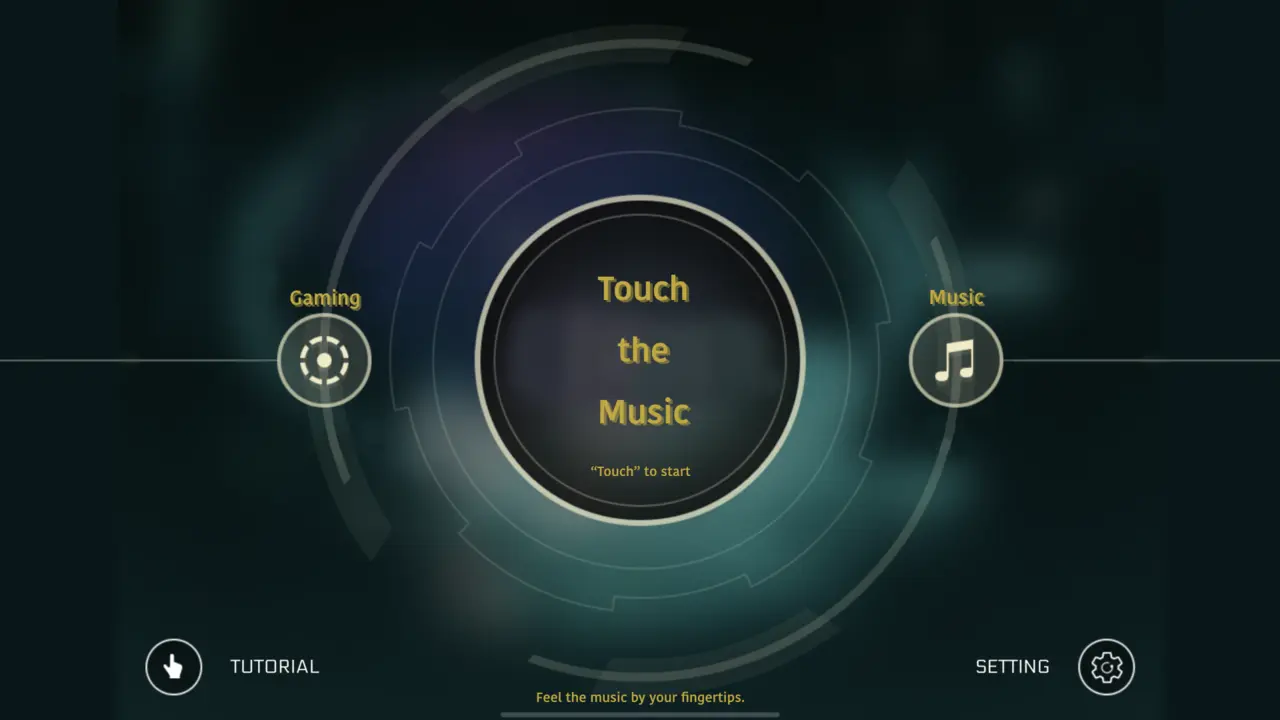 Touch
the
Music
“Touch” to start
Gaming
Music
TUTORIAL
SETTING
Feel the music by your fingertips.